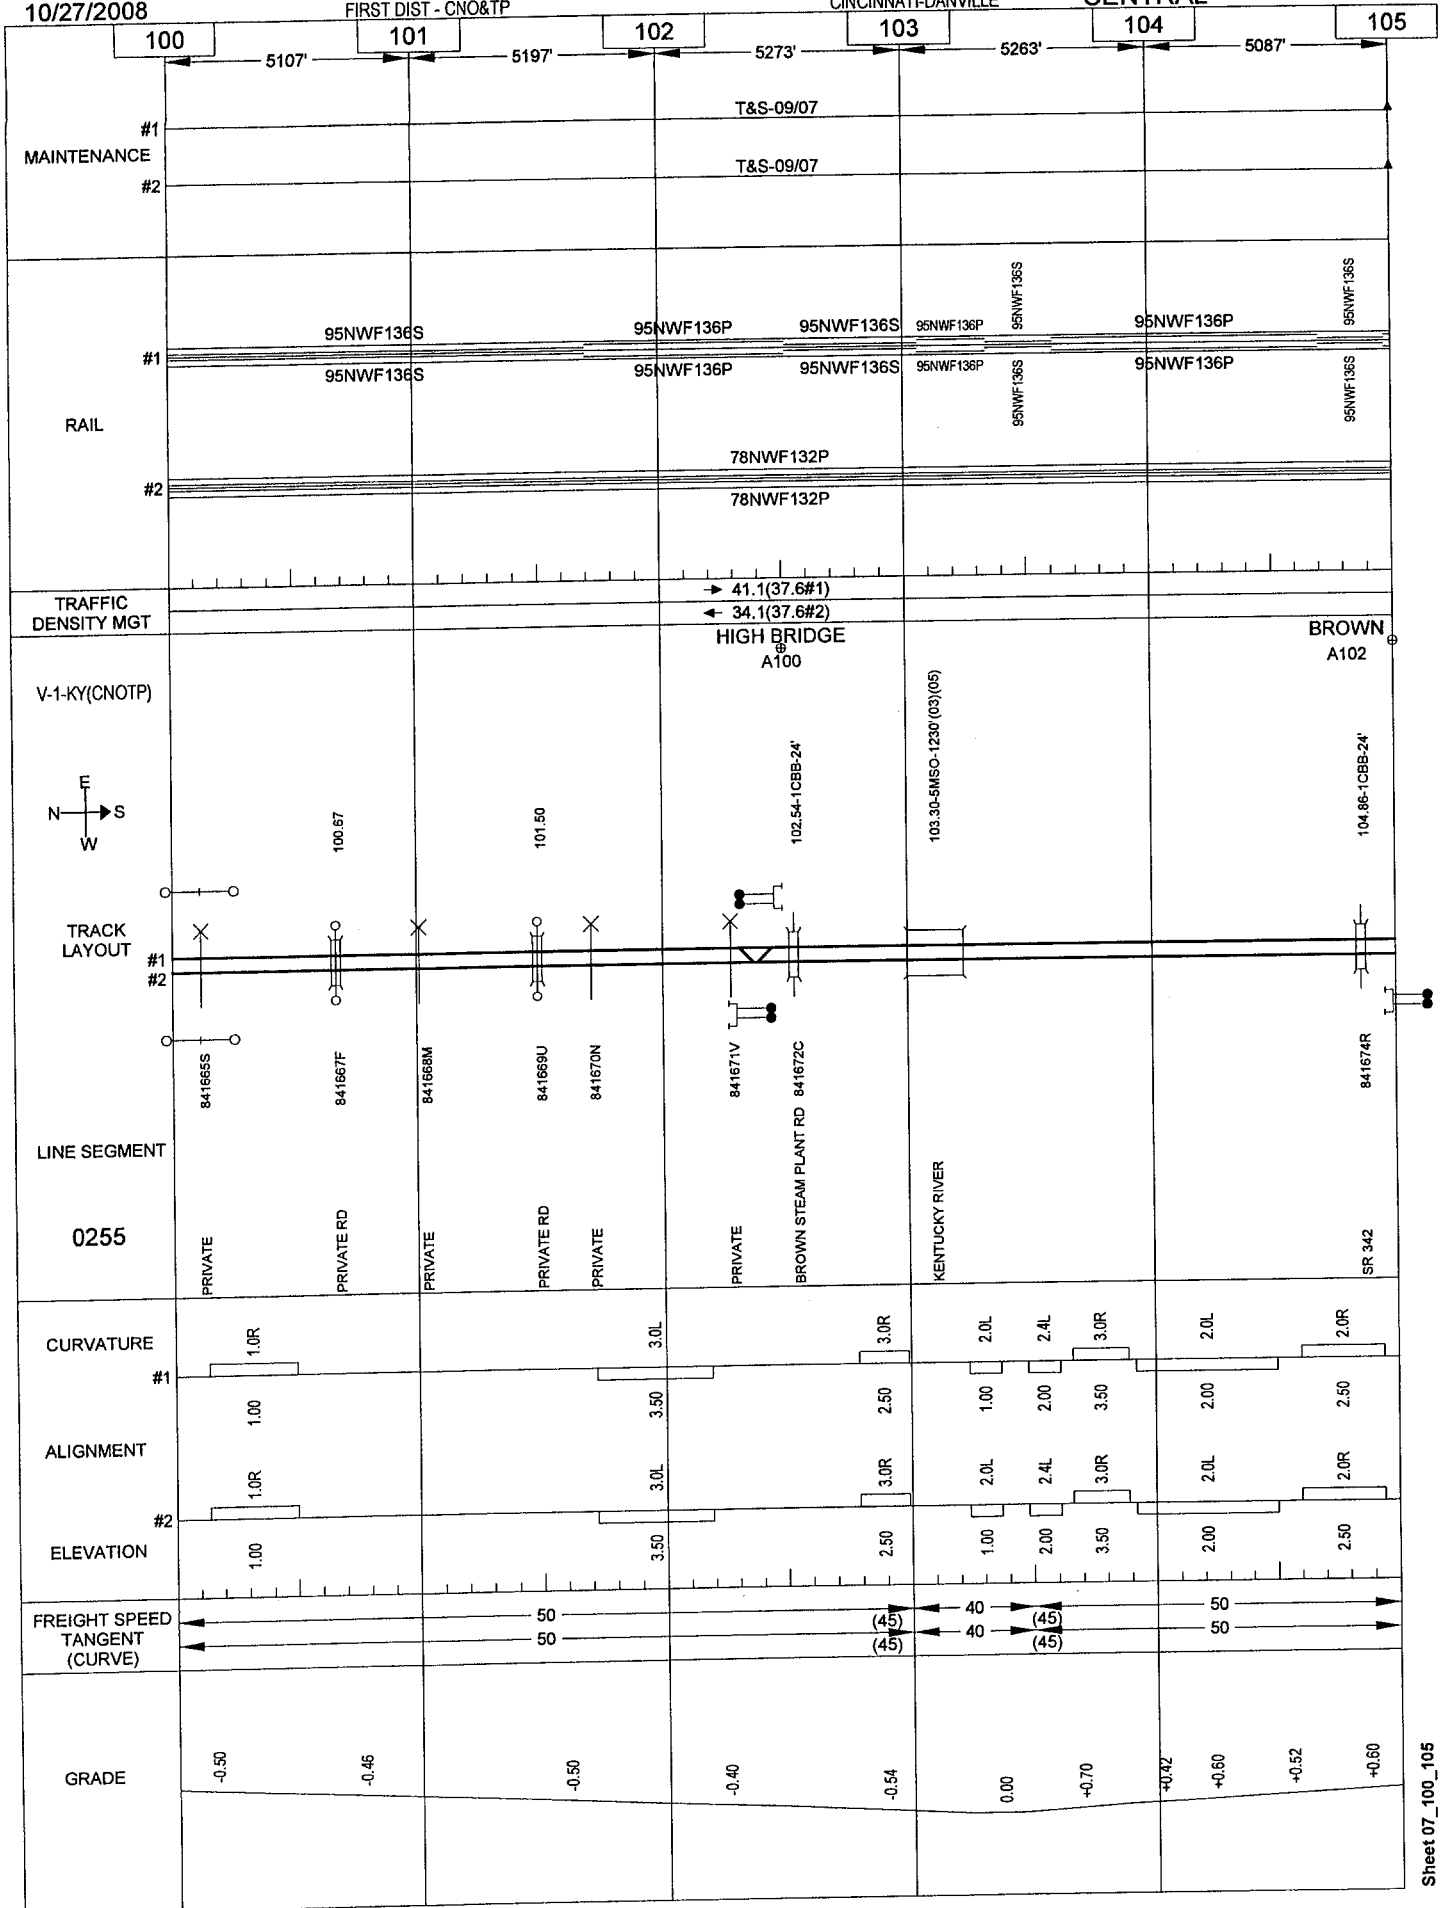 10/27/2008
FIRST DIST - CNO&TP
CINCINNATI-DANVILLE
CENTRAL
100 101 102 103 104 105
5107' 5197' 5273' 5263' 5087'
MAINTENANCE
#1
T&S-09/07
#2
T&S-09/07
RAIL
95NWF136S 95NWF136S
#1
95NWF136S 95NWF136P 95NWF136S 95NWF136P 95NWF136P
95NWF136S 95NWF136P 95NWF136S 95NWF136P 95NWF136P
95NWF136S 95NWF136S
#2
78NWF132P
78NWF132P
TRAFFIC
DENSITY MGT
41.1(37.6#1)
34.1(37.6#2)
HIGH BRIDGE
A100
BROWN
A102
V-1-KY(CNOTP)
E
N S
W
100.67
101.50
102.54-1CBB-24'
103.30-5MSO-1230'(03)(05)
104.86-1CBB-24'
TRACK
LAYOUT
#1
#2
841665S
841667F
841668M
841669U
841670N
841671V
841672C
841674R
LINE SEGMENT
0255
PRIVATE
PRIVATE RD
PRIVATE
PRIVATE RD
PRIVATE
PRIVATE
BROWN STEAM PLANT RD
KENTUCKY RIVER
SR 342
CURVATURE
#1
1.0R 3.0L 3.0R 2.0L 2.4L 3.0R 2.0L 2.0R
1.00 3.50 2.50 1.00 2.00 3.50 2.00 2.50
ALIGNMENT
#2
1.0R 3.0L 3.0R 2.0L 2.4L 3.0R 2.0L 2.0R
ELEVATION
1.00 3.50 2.50 1.00 2.00 3.50 2.00 2.50
FREIGHT SPEED
TANGENT
(CURVE)
50 (45) 40 (45) 50
50 (45) 40 (45) 50
GRADE
-0.50 -0.46 -0.50 -0.40 -0.54 0.00 +0.70 +0.42 +0.60 +0.52 +0.60
Sheet 07_100_105